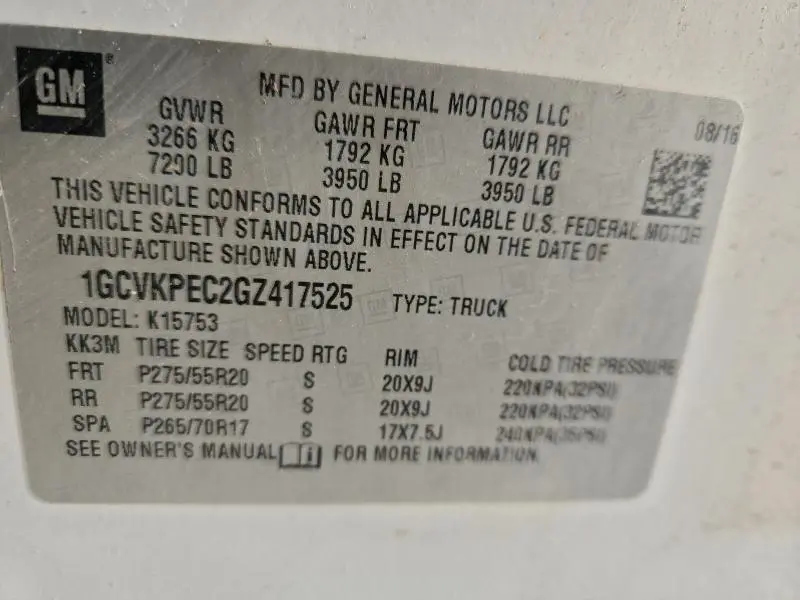 GM®
MFD BY GENERAL MOTORS LLC
08/16
GVWR GAWR FRT GAWR RR
3266 KG 1792 KG 1792 KG
7290 LB 3950 LB 3950 LB
THIS VEHICLE CONFORMS TO ALL APPLICABLE U.S. FEDERAL MOTOR
VEHICLE SAFETY STANDARDS IN EFFECT ON THE DATE OF
MANUFACTURE SHOWN ABOVE.
1GCVKPEC2GZ417525 TYPE: TRUCK
MODEL: K15753
KK3M TIRE SIZE SPEED RTG RIM COLD TIRE PRESSURE
FRT P275/55R20 S 20X9J 220KPA(32PSI)
RR P275/55R20 S 20X9J 220KPA(32PSI)
SPA P265/70R17 S 17X7.5J 240KPA(35PSI)
SEE OWNER'S MANUAL FOR MORE INFORMATION.